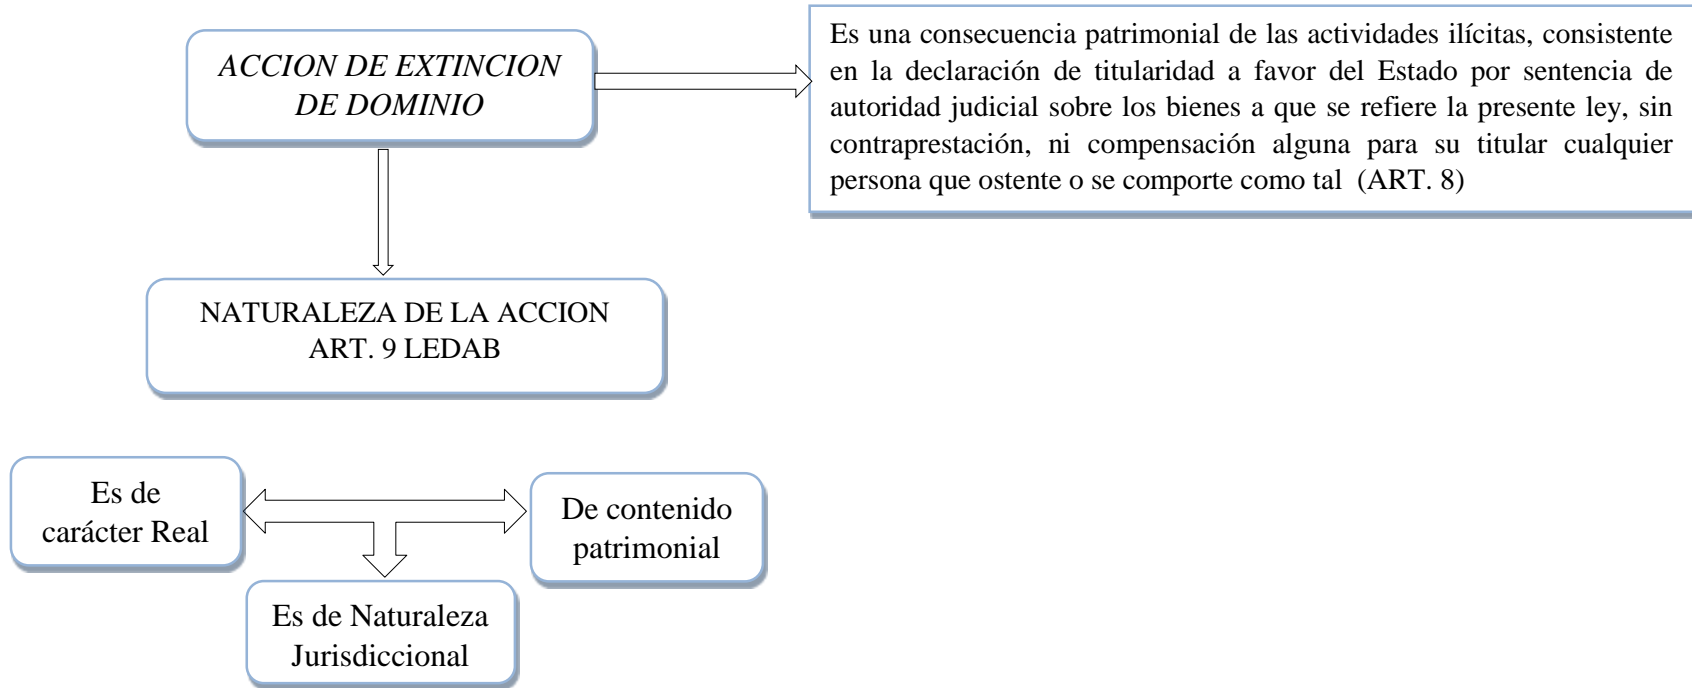 ACCION DE EXTINCION
DE DOMINIO
Es una consecuencia patrimonial de las actividades ilícitas, consistente
en la declaración de titularidad a favor del Estado por sentencia de
autoridad judicial sobre los bienes a que se refiere la presente ley, sin
contraprestación, ni compensación alguna para su titular cualquier
persona que ostente o se comporte como tal (ART. 8)
NATURALEZA DE LA ACCION
ART. 9 LEDAB
Es de
carácter Real
De contenido
patrimonial
Es de Naturaleza
Jurisdiccional